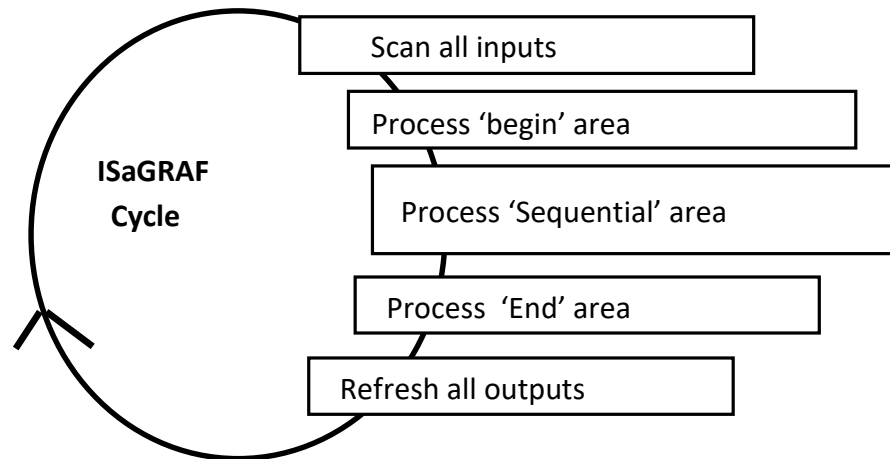 Scan all inputs
Process ‘begin’ area
ISaGRAF
Cycle
Process ‘Sequential’ area
Process ‘End’ area
Refresh all outputs